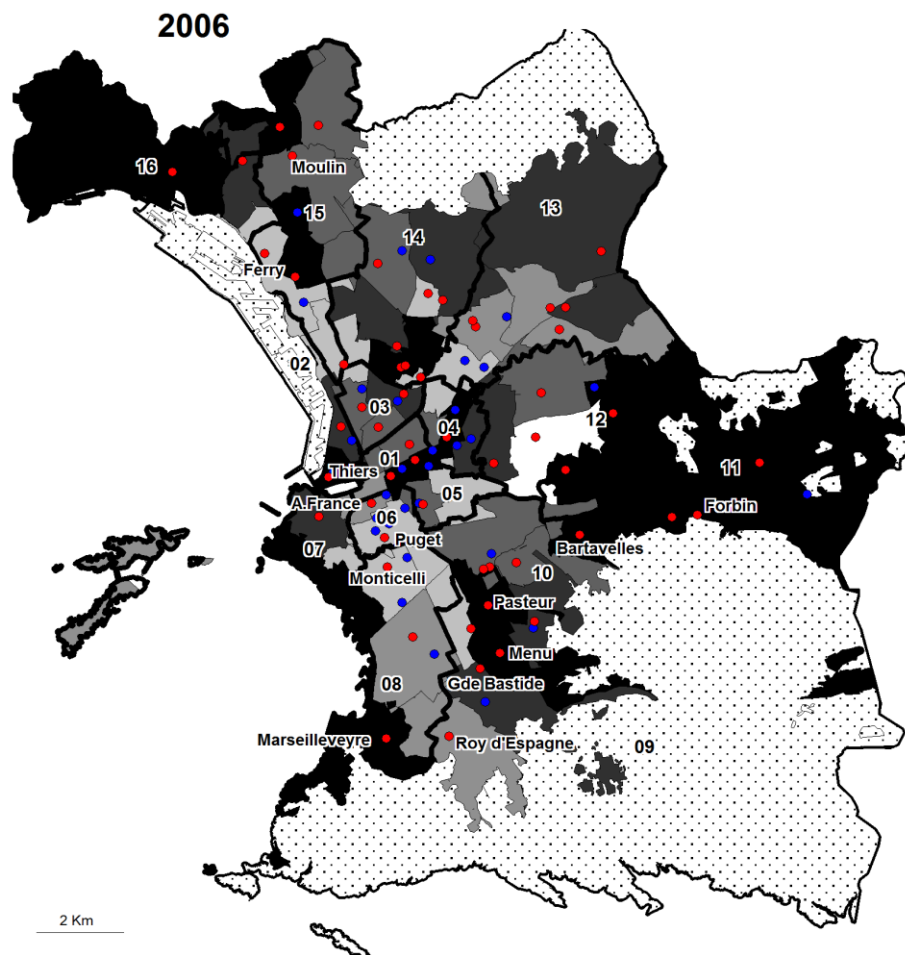 2006
16
Moulin
13
15
14
Ferry
02
03
12
04
01
11
Thiers
05
A.France
Forbin
06
07
Puget
Bartavelles
Monticelli
10
Pasteur
Menu
08
Gde Bastide
Marseilleveyre
Roy d'Espagne
09
2 Km